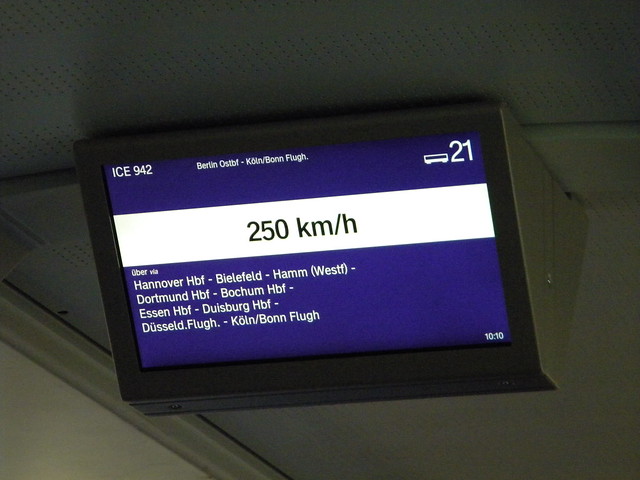 ICE 942 Berlin Ostbf - Köln/Bonn Flugh. 21
250 km/h
über via
Hannover Hbf - Bielefeld - Hamm (Westf) -
Dortmund Hbf - Bochum Hbf -
Essen Hbf - Duisburg Hbf -
Düsseld.Flugh. - Köln/Bonn Flugh
10:10